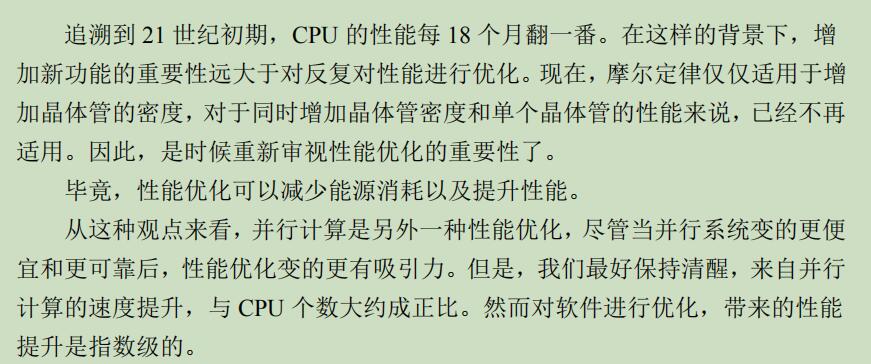 追溯到 21 世纪初期，CPU 的性能每 18 个月翻一番。在这样的背景下，增
加新功能的重要性远大于对反复对性能进行优化。现在，摩尔定律仅仅适用于增
加晶体管的密度，对于同时增加晶体管密度和单个晶体管的性能来说，已经不再
适用。因此，是时候重新审视性能优化的重要性了。
毕竟，性能优化可以减少能源消耗以及提升性能。
从这种观点来看，并行计算是另外一种性能优化，尽管当并行系统变的更便
宜和更可靠后，性能优化变的更有吸引力。但是，我们最好保持清醒，来自并行
计算的速度提升，与 CPU 个数大约成正比。然而对软件进行优化，带来的性能
提升是指数级的。